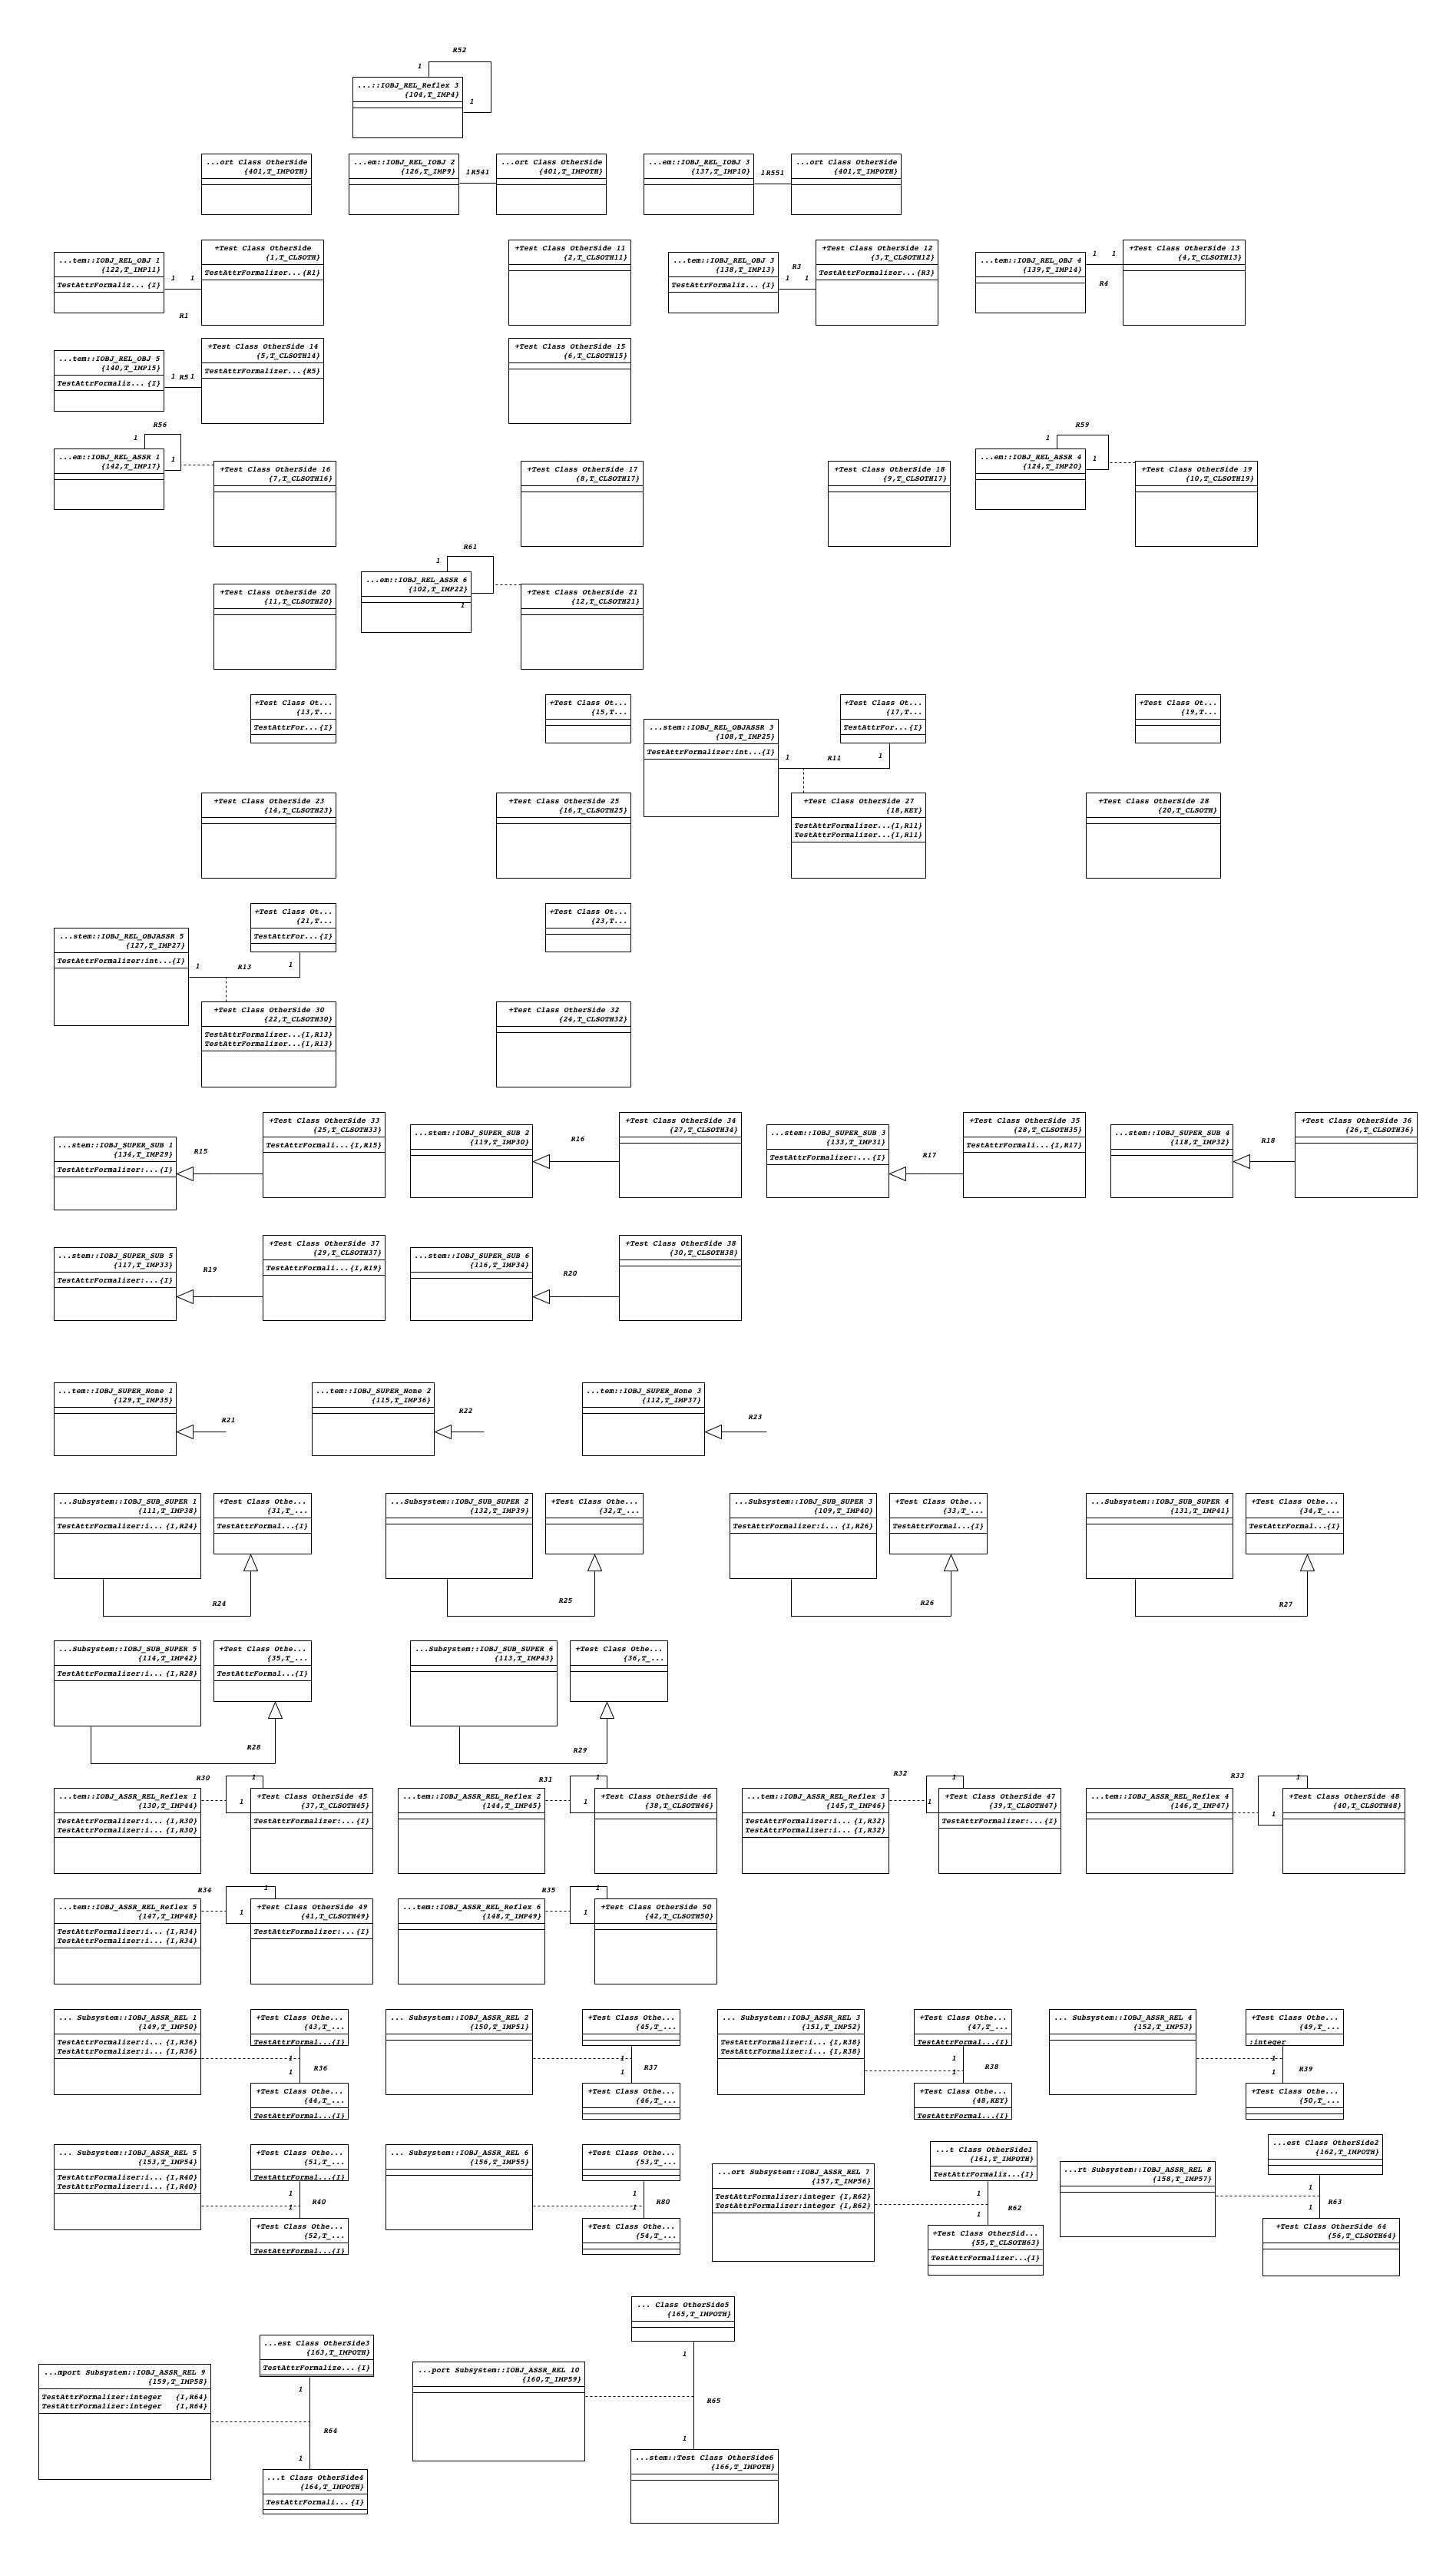 R52
1
...::IOBJ_REL_Reflex 3
{104,T_IMP4}
1
...ort Class OtherSide
{401,T_IMPOTH}
...em::IOBJ_REL_IOBJ 2
{126,T_IMP9}
1R541
...ort Class OtherSide
{401,T_IMPOTH}
...em::IOBJ_REL_IOBJ 3
{137,T_IMP10}
1R551
...ort Class OtherSide
{401,T_IMPOTH}
...tem::IOBJ_REL_OBJ 1
{122,T_IMP11}
TestAttrFormaliz... {I}
1 1
R1
+Test Class OtherSide
{1,T_CLSOTH}
TestAttrFormalizer...{R1}
+Test Class OtherSide 11
{2,T_CLSOTH11}
...tem::IOBJ_REL_OBJ 3
{138,T_IMP13}
TestAttrFormaliz... {I}
R3
1 1
+Test Class OtherSide 12
{3,T_CLSOTH12}
TestAttrFormalizer...{R3}
...tem::IOBJ_REL_OBJ 4
{139,T_IMP14}
1 1
R4
+Test Class OtherSide 13
{4,T_CLSOTH13}
...tem::IOBJ_REL_OBJ 5
{140,T_IMP15}
TestAttrFormaliz... {I}
1 R5 1
+Test Class OtherSide 14
{5,T_CLSOTH14}
TestAttrFormalizer...{R5}
+Test Class OtherSide 15
{6,T_CLSOTH15}
R56
1
...em::IOBJ_REL_ASSR 1
{142,T_IMP17}
1
+Test Class OtherSide 16
{7,T_CLSOTH16}
+Test Class OtherSide 17
{8,T_CLSOTH17}
+Test Class OtherSide 18
{9,T_CLSOTH17}
R59
1
...em::IOBJ_REL_ASSR 4
{124,T_IMP20}
1
+Test Class OtherSide 19
{10,T_CLSOTH19}
+Test Class OtherSide 20
{11,T_CLSOTH20}
R61
1
...em::IOBJ_REL_ASSR 6
{102,T_IMP22}
1
+Test Class OtherSide 21
{12,T_CLSOTH21}
+Test Class Ot...
{13,T...
TestAttrFor...{I}
+Test Class Ot...
{15,T...
...stem::IOBJ_REL_OBJASSR 3
{108,T_IMP25}
TestAttrFormalizer:int...{I}
1 R11 1
+Test Class Ot...
{17,T...
TestAttrFor...{I}
+Test Class Ot...
{19,T...
+Test Class OtherSide 23
{14,T_CLSOTH23}
+Test Class OtherSide 25
{16,T_CLSOTH25}
+Test Class OtherSide 27
{18,KEY}
TestAttrFormalizer...{I,R11}
TestAttrFormalizer...{I,R11}
+Test Class OtherSide 28
{20,T_CLSOTH}
...stem::IOBJ_REL_OBJASSR 5
{127,T_IMP27}
TestAttrFormalizer:int...{I}
1 R13 1
+Test Class Ot...
{21,T...
TestAttrFor...{I}
+Test Class Ot...
{23,T...
+Test Class OtherSide 30
{22,T_CLSOTH30}
TestAttrFormalizer...{I,R13}
TestAttrFormalizer...{I,R13}
+Test Class OtherSide 32
{24,T_CLSOTH32}
...stem::IOBJ_SUPER_SUB 1
{134,T_IMP29}
TestAttrFormalizer:...{I}
R15
+Test Class OtherSide 33
{25,T_CLSOTH33}
TestAttrFormali...{I,R15}
...stem::IOBJ_SUPER_SUB 2
{119,T_IMP30}
R16
+Test Class OtherSide 34
{27,T_CLSOTH34}
...stem::IOBJ_SUPER_SUB 3
{133,T_IMP31}
TestAttrFormalizer:...{I}
R17
+Test Class OtherSide 35
{28,T_CLSOTH35}
TestAttrFormali...{I,R17}
...stem::IOBJ_SUPER_SUB 4
{118,T_IMP32}
R18
+Test Class OtherSide 36
{26,T_CLSOTH36}
...stem::IOBJ_SUPER_SUB 5
{117,T_IMP33}
TestAttrFormalizer:...{I}
R19
+Test Class OtherSide 37
{29,T_CLSOTH37}
TestAttrFormali...{I,R19}
...stem::IOBJ_SUPER_SUB 6
{116,T_IMP34}
R20
+Test Class OtherSide 38
{30,T_CLSOTH38}
...tem::IOBJ_SUPER_None 1
{129,T_IMP35}
R21
...tem::IOBJ_SUPER_None 2
{115,T_IMP36}
R22
...tem::IOBJ_SUPER_None 3
{112,T_IMP37}
R23
...Subsystem::IOBJ_SUB_SUPER 1
{111,T_IMP38}
TestAttrFormalizer:i... {I,R24}
R24
+Test Class Othe...
{31,T_...
TestAttrFormal...{I}
...Subsystem::IOBJ_SUB_SUPER 2
{132,T_IMP39}
R25
+Test Class Othe...
{32,T_...
...Subsystem::IOBJ_SUB_SUPER 3
{109,T_IMP40}
TestAttrFormalizer:i... {I,R26}
R26
+Test Class Othe...
{33,T_...
TestAttrFormal...{I}
...Subsystem::IOBJ_SUB_SUPER 4
{131,T_IMP41}
R27
+Test Class Othe...
{34,T_...
TestAttrFormal...{I}
...Subsystem::IOBJ_SUB_SUPER 5
{114,T_IMP42}
TestAttrFormalizer:i... {I,R28}
R28
+Test Class Othe...
{35,T_...
TestAttrFormal...{I}
...Subsystem::IOBJ_SUB_SUPER 6
{113,T_IMP43}
R29
+Test Class Othe...
{36,T_...
R30
...tem::IOBJ_ASSR_REL_Reflex 1
{130,T_IMP44}
TestAttrFormalizer:i... {I,R30}
TestAttrFormalizer:i... {I,R30}
1
1
+Test Class OtherSide 45
{37,T_CLSOTH45}
TestAttrFormalizer:...{I}
R31
...tem::IOBJ_ASSR_REL_Reflex 2
{144,T_IMP45}
1
1
+Test Class OtherSide 46
{38,T_CLSOTH46}
R32
...tem::IOBJ_ASSR_REL_Reflex 3
{145,T_IMP46}
TestAttrFormalizer:i... {I,R32}
TestAttrFormalizer:i... {I,R32}
1
1
+Test Class OtherSide 47
{39,T_CLSOTH47}
TestAttrFormalizer:...{I}
R33
...tem::IOBJ_ASSR_REL_Reflex 4
{146,T_IMP47}
1
1
+Test Class OtherSide 48
{40,T_CLSOTH48}
R34
...tem::IOBJ_ASSR_REL_Reflex 5
{147,T_IMP48}
TestAttrFormalizer:i... {I,R34}
TestAttrFormalizer:i... {I,R34}
1
1
+Test Class OtherSide 49
{41,T_CLSOTH49}
TestAttrFormalizer:...{I}
R35
...tem::IOBJ_ASSR_REL_Reflex 6
{148,T_IMP49}
1
1
+Test Class OtherSide 50
{42,T_CLSOTH50}
... Subsystem::IOBJ_ASSR_REL 1
{149,T_IMP50}
TestAttrFormalizer:i... {I,R36}
TestAttrFormalizer:i... {I,R36}
+Test Class Othe...
{43,T_...
TestAttrFormal...{I}
1
1
R36
+Test Class Othe...
{44,T_...
TestAttrFormal...{I}
... Subsystem::IOBJ_ASSR_REL 2
{150,T_IMP51}
+Test Class Othe...
{45,T_...
1
1
R37
+Test Class Othe...
{46,T_...
... Subsystem::IOBJ_ASSR_REL 3
{151,T_IMP52}
TestAttrFormalizer:i... {I,R38}
TestAttrFormalizer:i... {I,R38}
+Test Class Othe...
{47,T_...
TestAttrFormal...{I}
1
1
R38
+Test Class Othe...
{48,KEY}
TestAttrFormal...{I}
... Subsystem::IOBJ_ASSR_REL 4
{152,T_IMP53}
+Test Class Othe...
{49,T_...
:integer
1
1
R39
+Test Class Othe...
{50,T_...
... Subsystem::IOBJ_ASSR_REL 5
{153,T_IMP54}
TestAttrFormalizer:i... {I,R40}
TestAttrFormalizer:i... {I,R40}
+Test Class Othe...
{51,T_...
TestAttrFormal...{I}
1
1
R40
+Test Class Othe...
{52,T_...
TestAttrFormal...{I}
... Subsystem::IOBJ_ASSR_REL 6
{156,T_IMP55}
+Test Class Othe...
{53,T_...
1
1
R80
+Test Class Othe...
{54,T_...
...ort Subsystem::IOBJ_ASSR_REL 7
{157,T_IMP56}
TestAttrFormalizer:integer {I,R62}
TestAttrFormalizer:integer {I,R62}
...t Class OtherSide1
{161,T_IMPOTH}
TestAttrFormaliz...{I}
1
1
R62
+Test Class OtherSid...
{55,T_CLSOTH63}
TestAttrFormalizer...{I}
...rt Subsystem::IOBJ_ASSR_REL 8
{158,T_IMP57}
...est Class OtherSide2
{162,T_IMPOTH}
1
1
R63
+Test Class OtherSide 64
{56,T_CLSOTH64}
...mport Subsystem::IOBJ_ASSR_REL 9
{159,T_IMP58}
TestAttrFormalizer:integer {I,R64}
TestAttrFormalizer:integer {I,R64}
...est Class OtherSide3
{163,T_IMPOTH}
TestAttrFormalize... {I}
1
R64
1
...t Class OtherSide4
{164,T_IMPOTH}
TestAttrFormali... {I}
...port Subsystem::IOBJ_ASSR_REL 10
{160,T_IMP59}
... Class OtherSide5
{165,T_IMPOTH}
1
R65
1
...stem::Test Class OtherSide6
{166,T_IMPOTH}